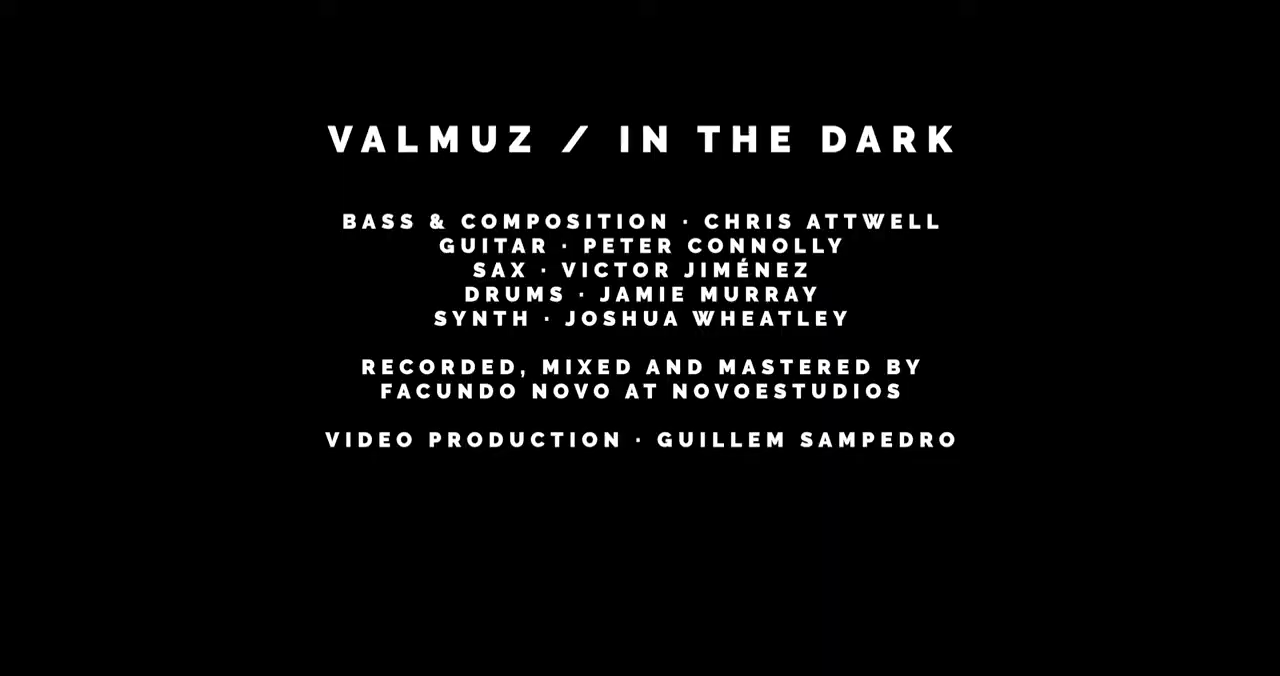 VALMUZ / IN THE DARK
BASS & COMPOSITION · CHRIS ATTWELL
GUITAR · PETER CONNOLLY
SAX · VICTOR JIMÉNEZ
DRUMS · JAMIE MURRAY
SYNTH · JOSHUA WHEATLEY
RECORDED, MIXED AND MASTERED BY
FACUNDO NOVO AT NOVOESTUDIOS
VIDEO PRODUCTION · GUILLEM SAMPEDRO